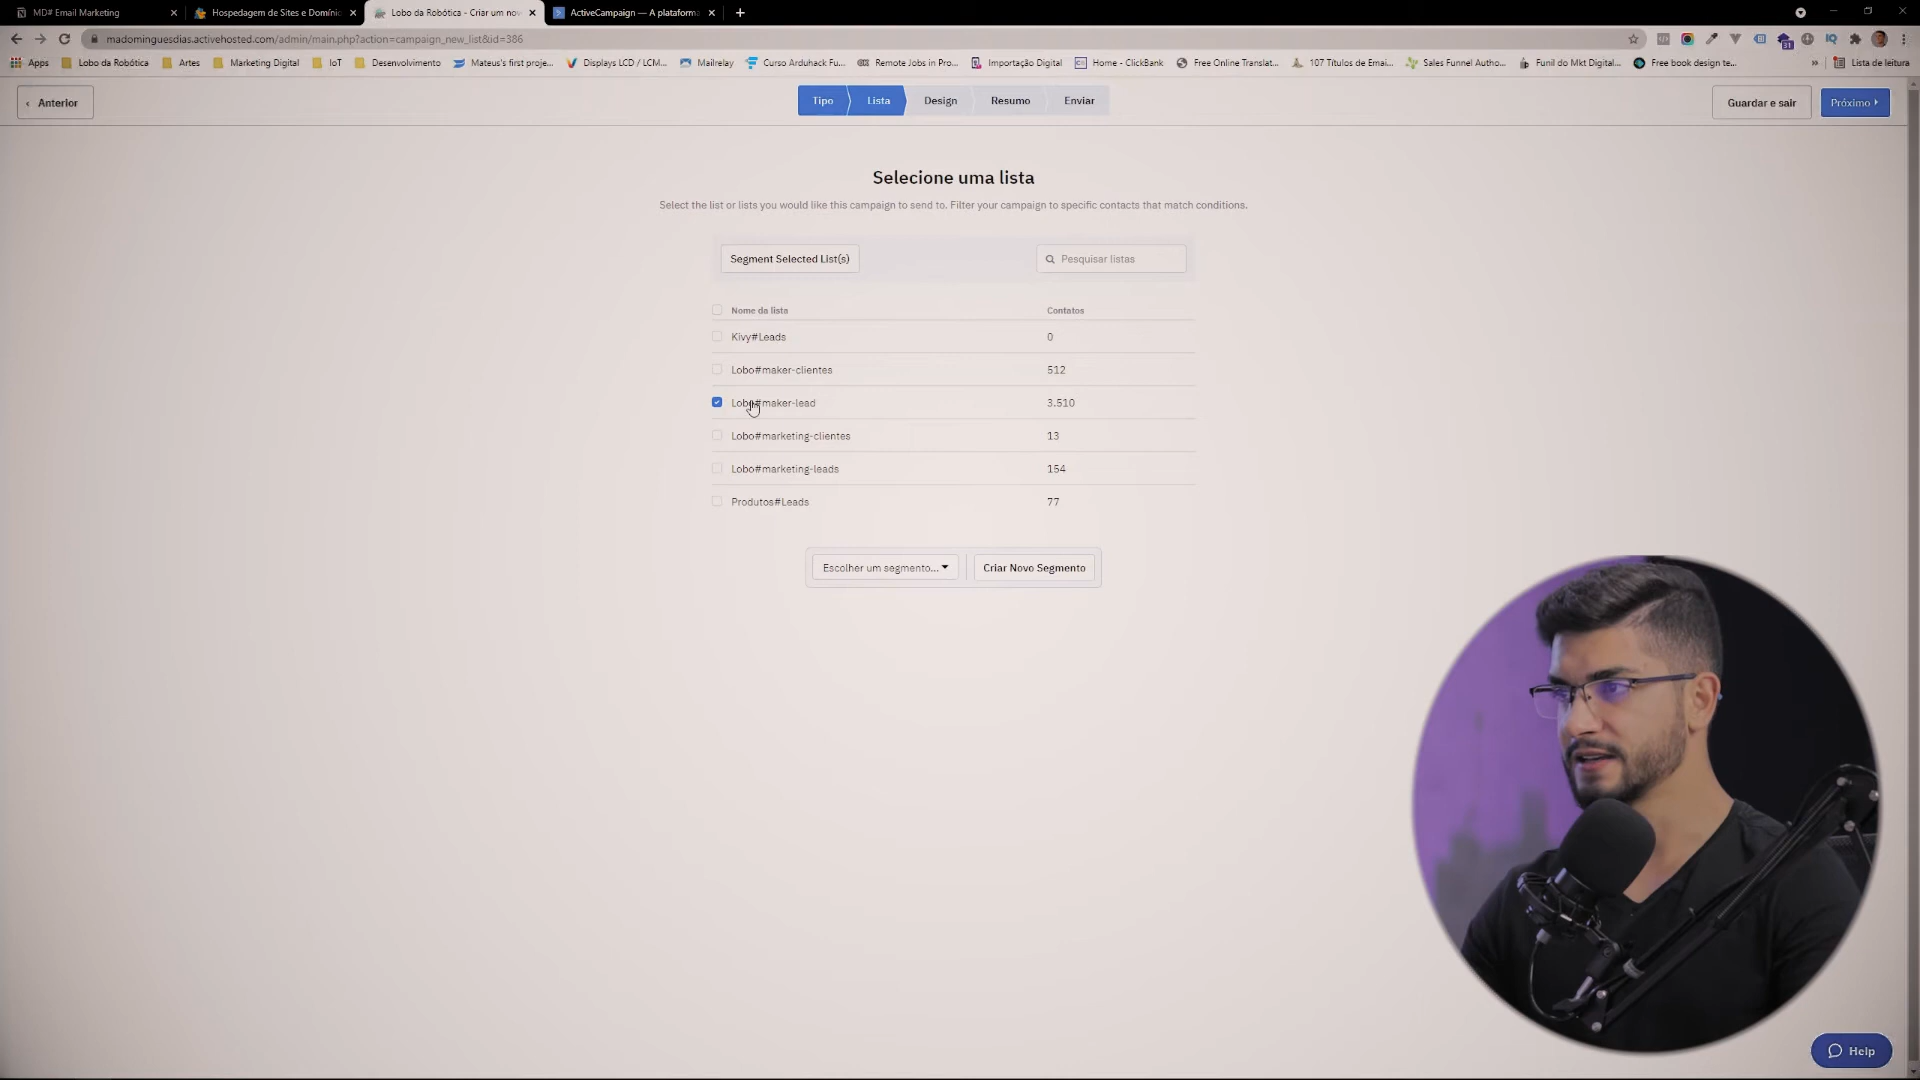 MD# Email Marketing
Hospedagem de Sites e Domíni
Lobo da Robótica - Criar um nov
ActiveCampaign — A plataforma
madominguesdias.activehosted.com/admin/main.php?action=campaign_new_list&id=386
31
Apps
Lobo da Robótica
Artes
Marketing Digital
IoT
Desenvolvimento
Mateus's first proje...
Displays LCD / LCM...
Mailrelay
Curso Arduhack Fu...
Remote Jobs in Pro...
Importação Digital
Home - ClickBank
Free Online Translat...
107 Títulos de Emai...
Sales Funnel Autho...
Funil do Mkt Digital...
Free book design te...
»
Lista de leitura
‹ Anterior
Tipo
Lista
Design
Resumo
Enviar
Guardar e sair
Próximo
Selecione uma lista
Select the list or lists you would like this campaign to send to. Filter your campaign to specific contacts that match conditions.
Segment Selected List(s)
Pesquisar listas
Nome da lista Contatos
Kivy#Leads 0
Lobo#maker-clientes 512
Lobo#maker-lead 3.510
Lobo#marketing-clientes 13
Lobo#marketing-leads 154
Produtos#Leads 77
Escolher um segmento...
Criar Novo Segmento
Help